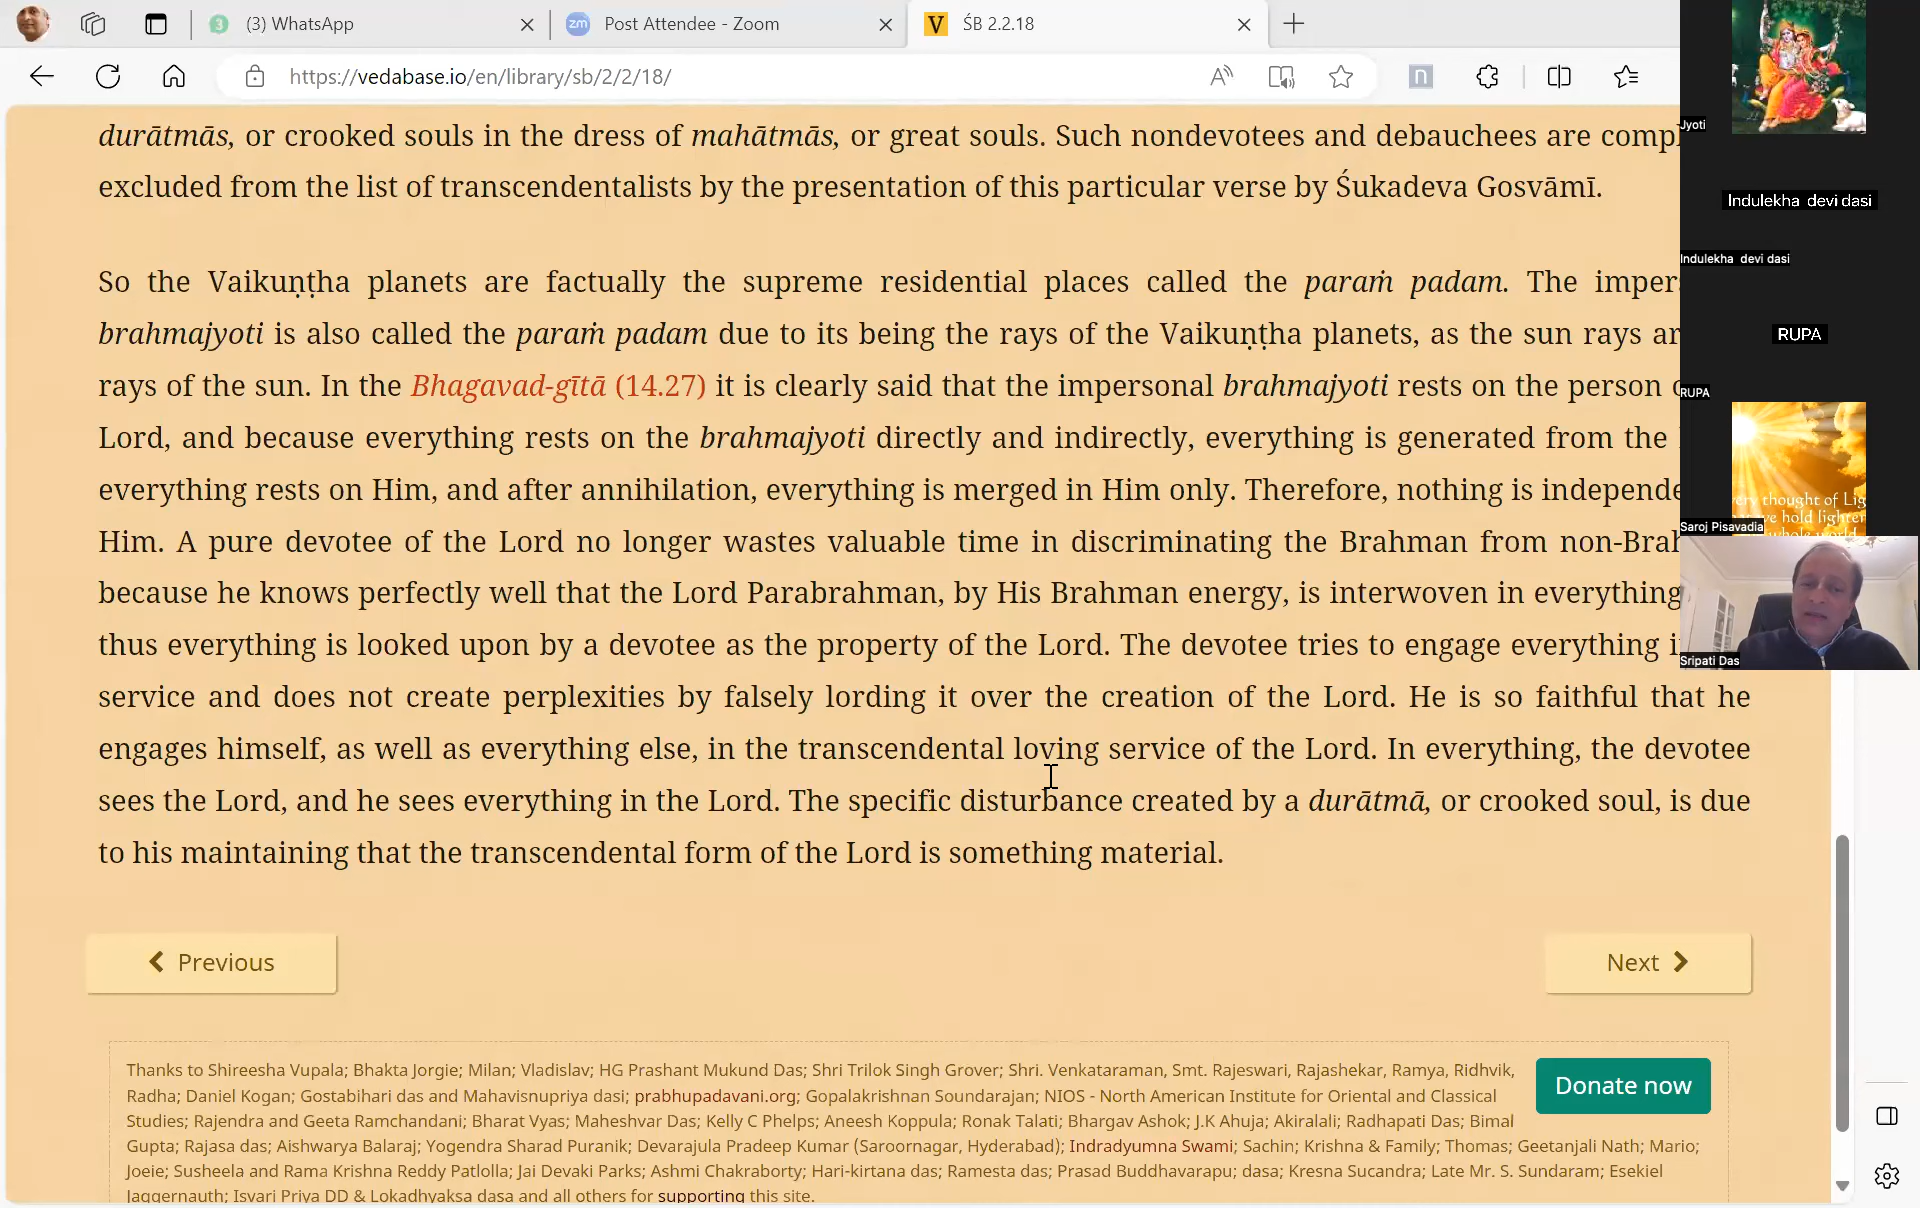 (3) WhatsApp
Post Attendee - Zoom
ŚB 2.2.18
https://vedabase.io/en/library/sb/2/2/18/
durātmās, or crooked souls in the dress of mahātmās, or great souls. Such nondevotees and debauchees are comp
excluded from the list of transcendentalists by the presentation of this particular verse by Śukadeva Gosvāmī.
So the Vaikuṇṭha planets are factually the supreme residential places called the paraṁ padam. The impers
brahmajyoti is also called the paraṁ padam due to its being the rays of the Vaikuṇṭha planets, as the sun rays ar
rays of the sun. In the Bhagavad-gītā (14.27) it is clearly said that the impersonal brahmajyoti rests on the person
Lord, and because everything rests on the brahmajyoti directly and indirectly, everything is generated from the
everything rests on Him, and after annihilation, everything is merged in Him only. Therefore, nothing is independe
Him. A pure devotee of the Lord no longer wastes valuable time in discriminating the Brahman from non-Brah
because he knows perfectly well that the Lord Parabrahman, by His Brahman energy, is interwoven in everything
thus everything is looked upon by a devotee as the property of the Lord. The devotee tries to engage everything i
service and does not create perplexities by falsely lording it over the creation of the Lord. He is so faithful that he
engages himself, as well as everything else, in the transcendental loving service of the Lord. In everything, the devotee
sees the Lord, and he sees everything in the Lord. The specific disturbance created by a durātmā, or crooked soul, is due
to his maintaining that the transcendental form of the Lord is something material.
Previous
Next
Thanks to Shireesha Vupala; Bhakta Jorgie; Milan; Vladislav; HG Prashant Mukund Das; Shri Trilok Singh Grover; Shri. Venkataraman, Smt. Rajeswari, Rajashekar, Ramya, Ridhvik,
Radha; Daniel Kogan; Gostabihari das and Mahavisnupriya dasi; prabhupadavani.org; Gopalakrishnan Soundarajan; NIOS - North American Institute for Oriental and Classical
Studies; Rajendra and Geeta Ramchandani; Bharat Vyas; Maheshvar Das; Kelly C Phelps; Aneesh Koppula; Ronak Talati; Bhargav Ashok; J.K Ahuja; Akiralali; Radhapati Das; Bimal
Gupta; Rajasa das; Aishwarya Balaraj; Yogendra Sharad Puranik; Devarajula Pradeep Kumar (Saroornagar, Hyderabad); Indradyumna Swami; Sachin; Krishna & Family; Thomas; Geetanjali Nath; Mario;
Joeie; Susheela and Rama Krishna Reddy Patlolla; Jai Devaki Parks; Ashmi Chakraborty; Hari-kirtana das; Ramesta das; Prasad Buddhavarapu; dasa; Kresna Sucandra; Late Mr. S. Sundaram; Esekiel
Jaggernauth; Isvari Priya DD & Lokadhyaksa dasa and all others for supporting this site.
Donate now
Jyoti
Indulekha devi dasi
Indulekha devi dasi
RUPA
RUPA
ery thought of Lig
ve hold lighten
whole world
Saroj Pisavadia
Sripati Das